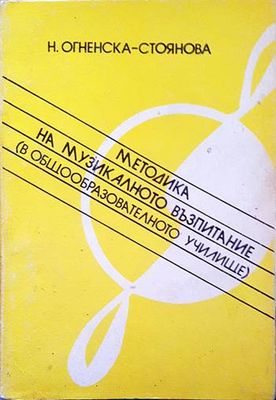 Н. ОГНЕНСКА-СТОЯНОВА
МЕТОДИКА
НА МУЗИКАЛНОТО ВЪЗПИТАНИЕ
(В ОБЩООБРАЗОВАТЕЛНОТО УЧИЛИЩЕ)